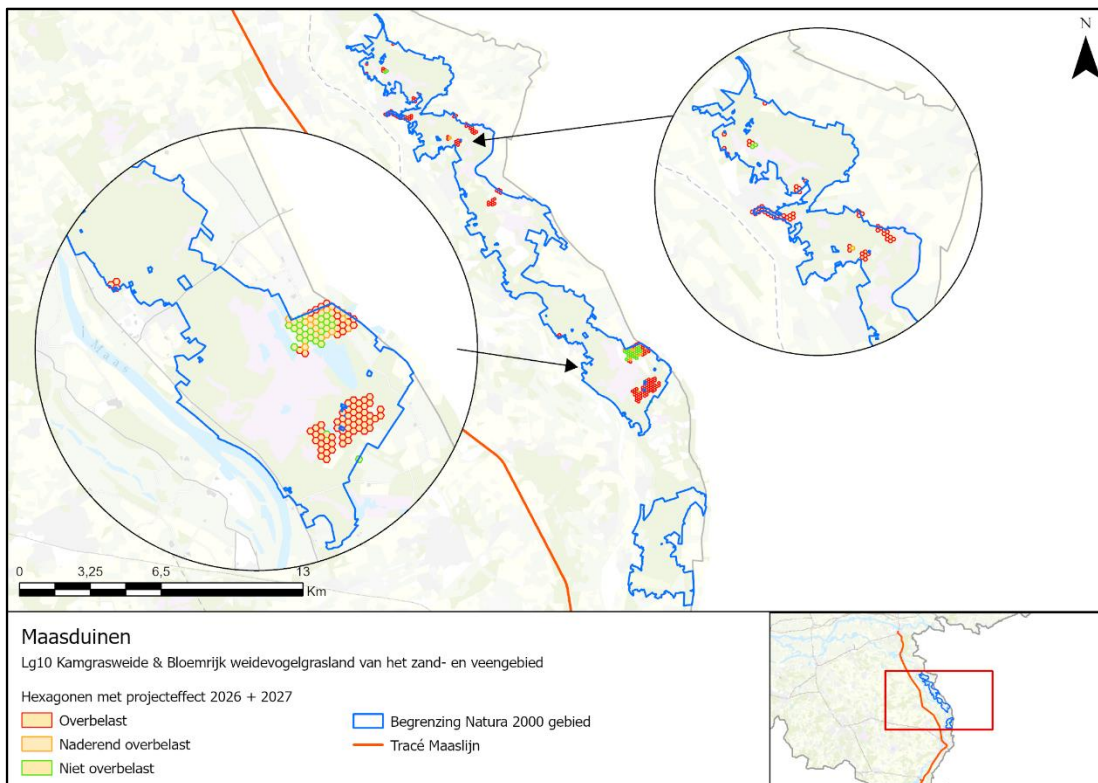 N
Maas
0 3,25 6,5 13
Km
Maasduinen
Lg10 Kamgrasweide & Bloemrijk weidevogelgrasland van het zand- en veengebied
Hexagonen met projecteffect 2026 + 2027
Overbelast
Naderend overbelast
Niet overbelast
Begrenzing Natura 2000 gebied
Tracé Maaslijn